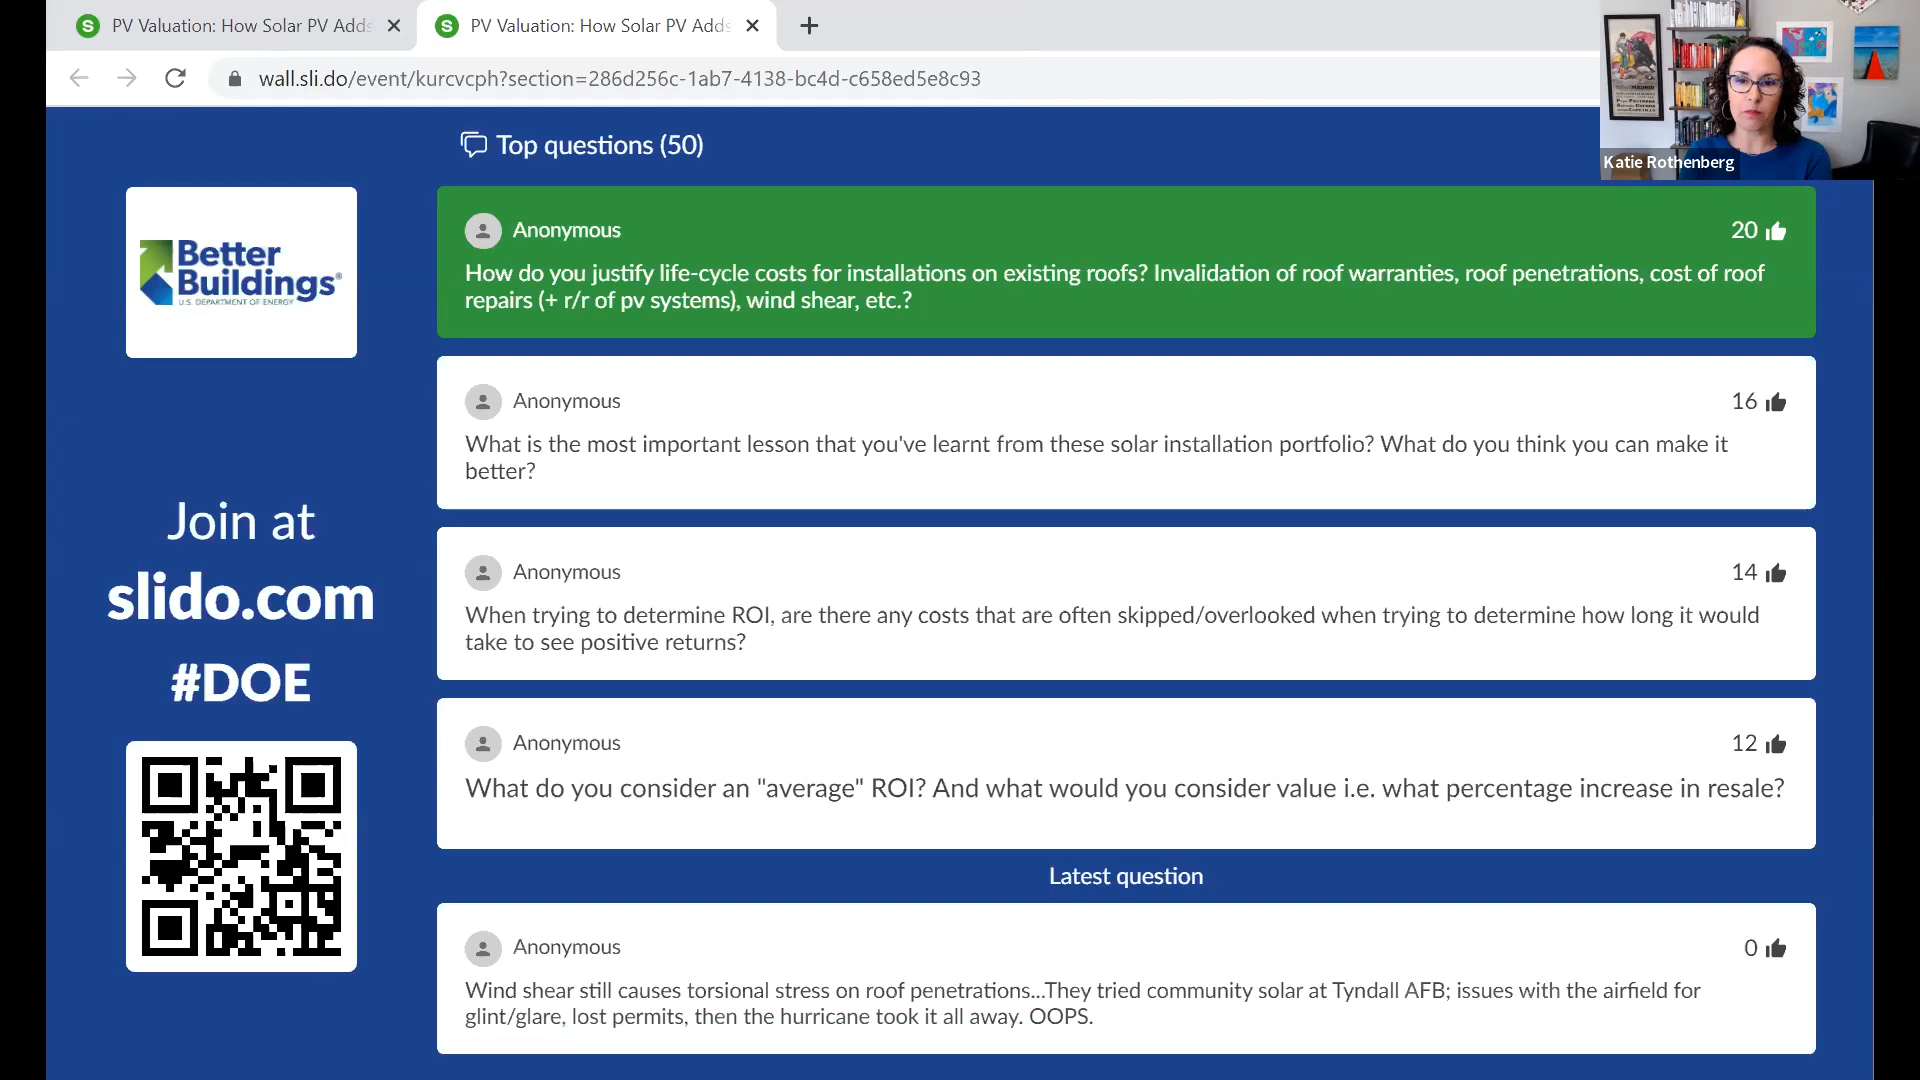 PV Valuation: How Solar PV Adds
PV Valuation: How Solar PV Adds
wall.sli.do/event/kurcvcph?section=286d256c-1ab7-4138-bc4d-c658ed5e8c93
Katie Rothenberg
Top questions (50)
Better
Buildings®
U.S. DEPARTMENT OF ENERGY
Join at
slido.com
#DOE
Anonymous
20
How do you justify life-cycle costs for installations on existing roofs? Invalidation of roof warranties, roof penetrations, cost of roof
repairs (+ r/r of pv systems), wind shear, etc.?
Anonymous
16
What is the most important lesson that you've learnt from these solar installation portfolio? What do you think you can make it
better?
Anonymous
14
When trying to determine ROI, are there any costs that are often skipped/overlooked when trying to determine how long it would
take to see positive returns?
Anonymous
12
What do you consider an "average" ROI? And what would you consider value i.e. what percentage increase in resale?
Latest question
Anonymous
0
Wind shear still causes torsional stress on roof penetrations...They tried community solar at Tyndall AFB; issues with the airfield for
glint/glare, lost permits, then the hurricane took it all away. OOPS.